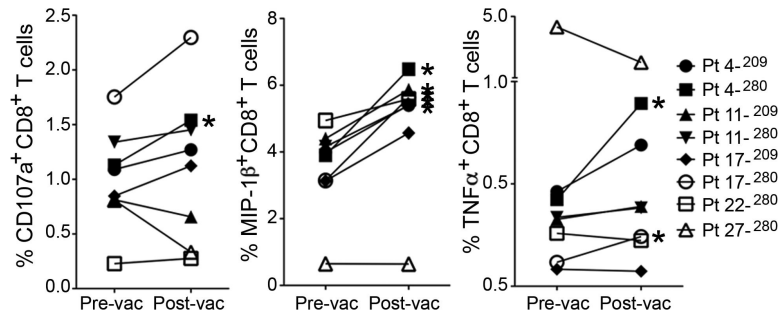 % CD107a+ CD8+ T cells
2.5
2.0
1.5
1.0
0.5
0.0
*
Pre-vac Post-vac
% MIP-1β+CD8+ T cells
8
6
4
2
0
*
*
*
*
Pre-vac Post-vac
% TNFα+ CD8+ T cells
5.0
1.0
0.5
0.5
*
*
Pre-vac Post-vac
Pt 4-209
Pt 4-280
Pt 11-209
Pt 11-280
Pt 17-209
Pt 17-280
Pt 22-280
Pt 27-280